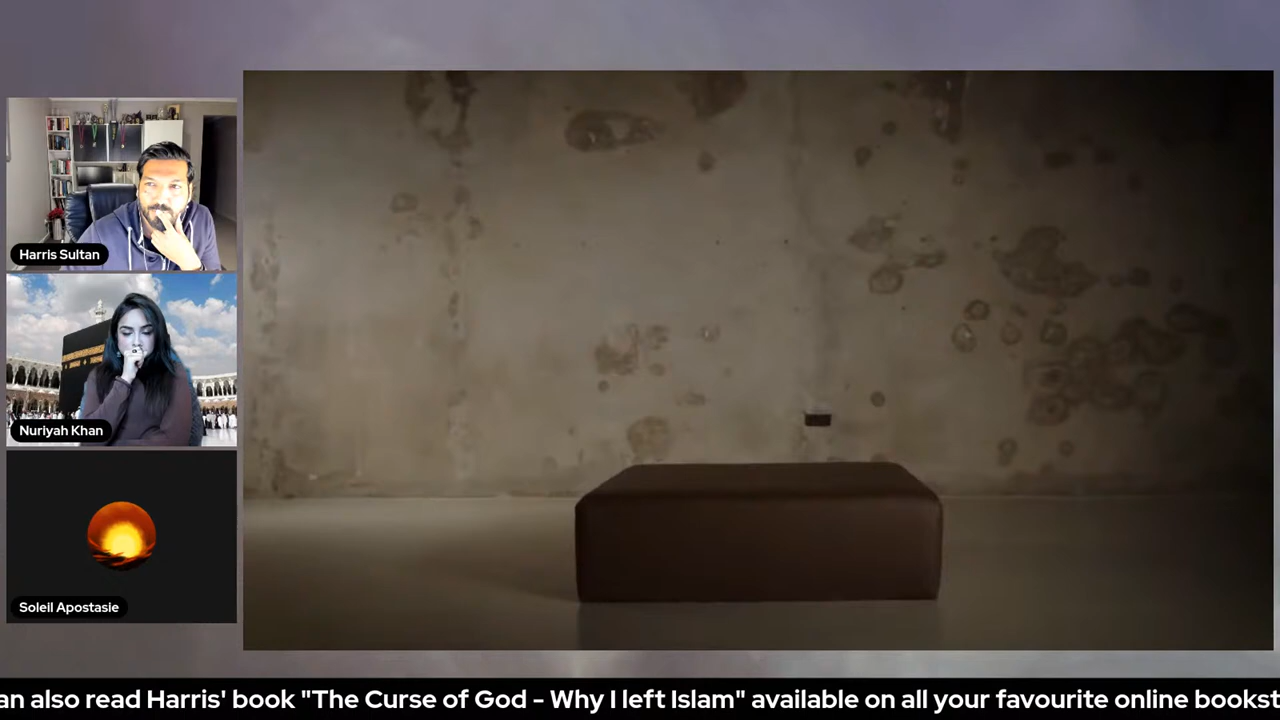 Harris Sultan
Nuriyah Khan
Soleil Apostasie
an also read Harris' book "The Curse of God - Why I left Islam" available on all your favourite online bookst